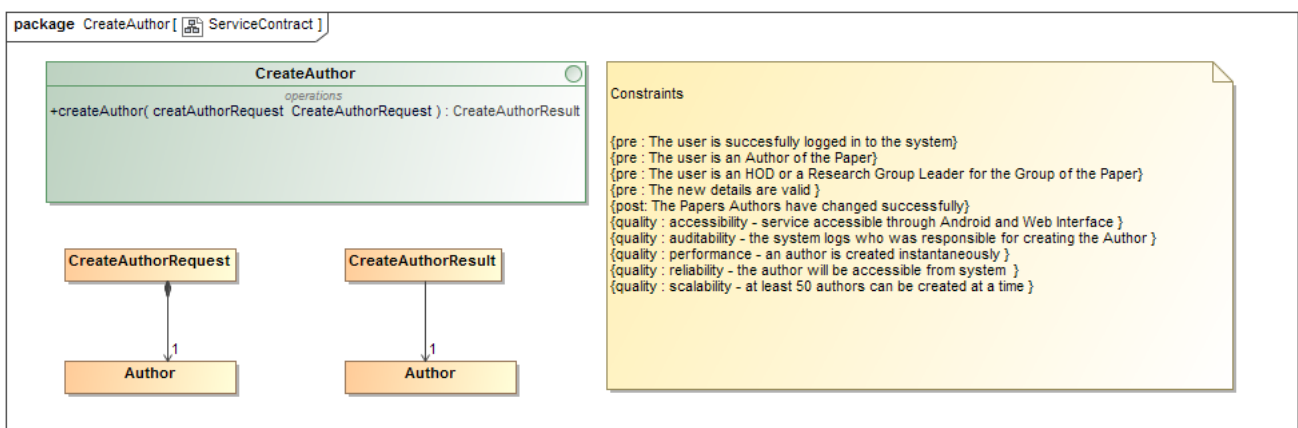 package CreateAuthor [ ServiceContract ]
CreateAuthor
operations
+createAuthor( creatAuthorRequest CreateAuthorRequest ) : CreateAuthorResult
CreateAuthorRequest
1
Author
CreateAuthorResult
1
Author
Constraints
{pre : The user is succesfully logged in to the system}
{pre : The user is an Author of the Paper}
{pre : The user is an HOD or a Research Group Leader for the Group of the Paper}
{pre : The new details are valid }
{post: The Papers Authors have changed successfully}
{quality : accessibility - service accessible through Android and Web Interface }
{quality : auditability - the system logs who was responsible for creating the Author }
{quality : performance - an author is created instantaneously }
{quality : reliability - the author will be accessible from system  }
{quality : scalability - at least 50 authors can be created at a time }